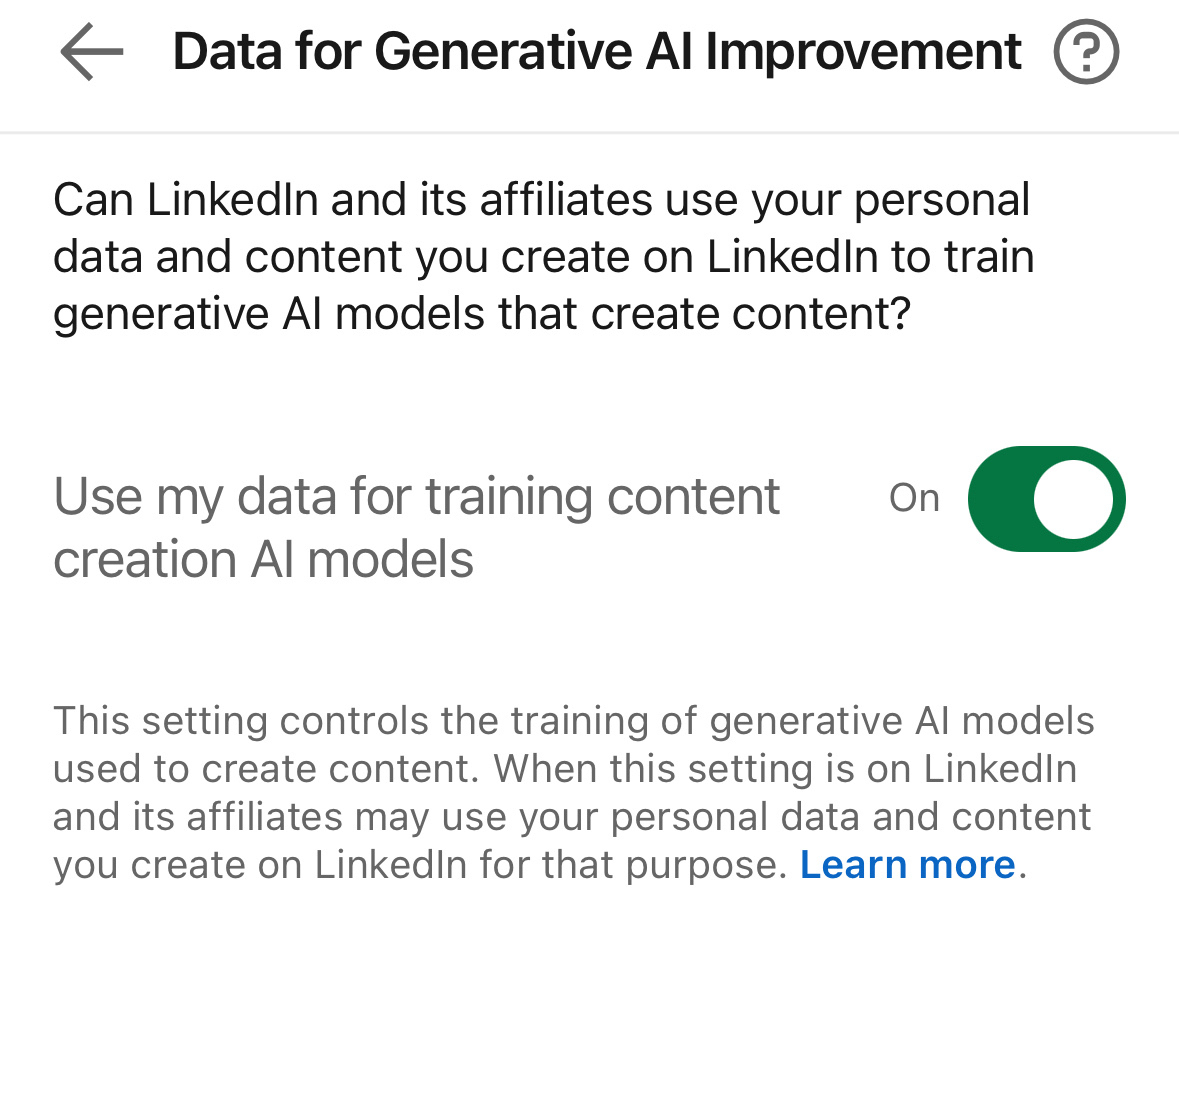 Data for Generative AI Improvement
Can LinkedIn and its affiliates use your personal
data and content you create on LinkedIn to train
generative AI models that create content?
Use my data for training content
creation AI models
On
This setting controls the training of generative AI models
used to create content. When this setting is on LinkedIn
and its affiliates may use your personal data and content
you create on LinkedIn for that purpose. Learn more.